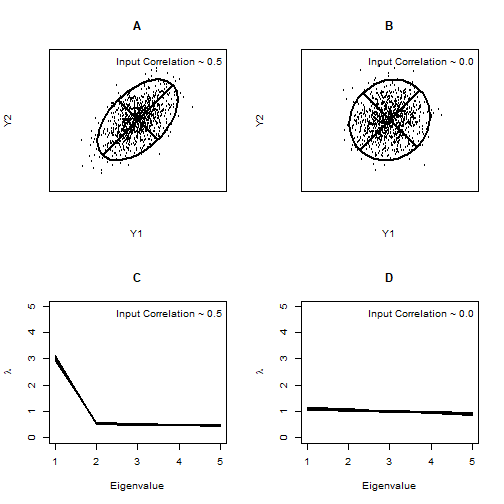 A
Input Correlation ~ 0.5
Y2
Y1
B
Input Correlation ~ 0.0
Y2
Y1
C
Input Correlation ~ 0.5
5
4
3
2
1
0
λ
1 2 3 4 5
Eigenvalue
D
Input Correlation ~ 0.0
5
4
3
2
1
0
λ
1 2 3 4 5
Eigenvalue